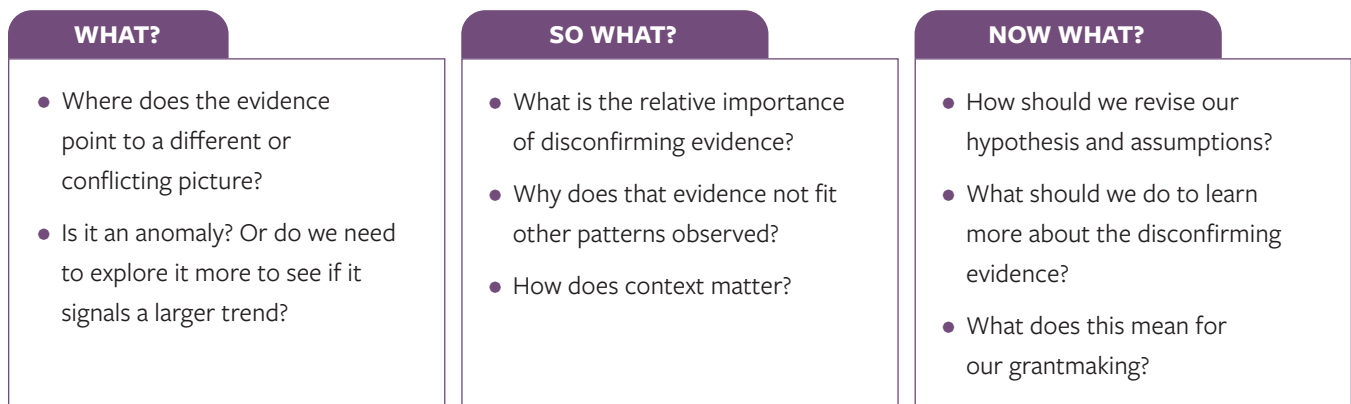 WHAT?
• Where does the evidence
point to a different or
conflicting picture?
• Is it an anomaly? Or do we need
to explore it more to see if it
signals a larger trend?
SO WHAT?
• What is the relative importance
of disconfirming evidence?
• Why does that evidence not fit
other patterns observed?
• How does context matter?
NOW WHAT?
• How should we revise our
hypothesis and assumptions?
• What should we do to learn
more about the disconfirming
evidence?
• What does this mean for
our grantmaking?